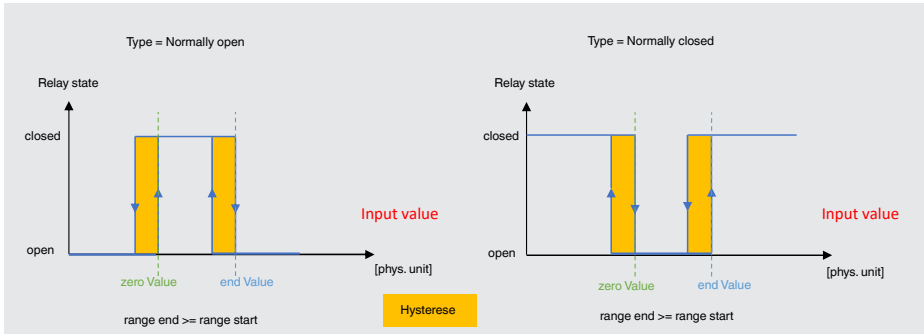 Type = Normally open
Relay state
closed
open
zero Value
end Value
Input value
[phys. unit]
range end >= range start
Hysterese
Type = Normally closed
Relay state
closed
open
zero Value
end Value
Input value
[phys. unit]
range end >= range start